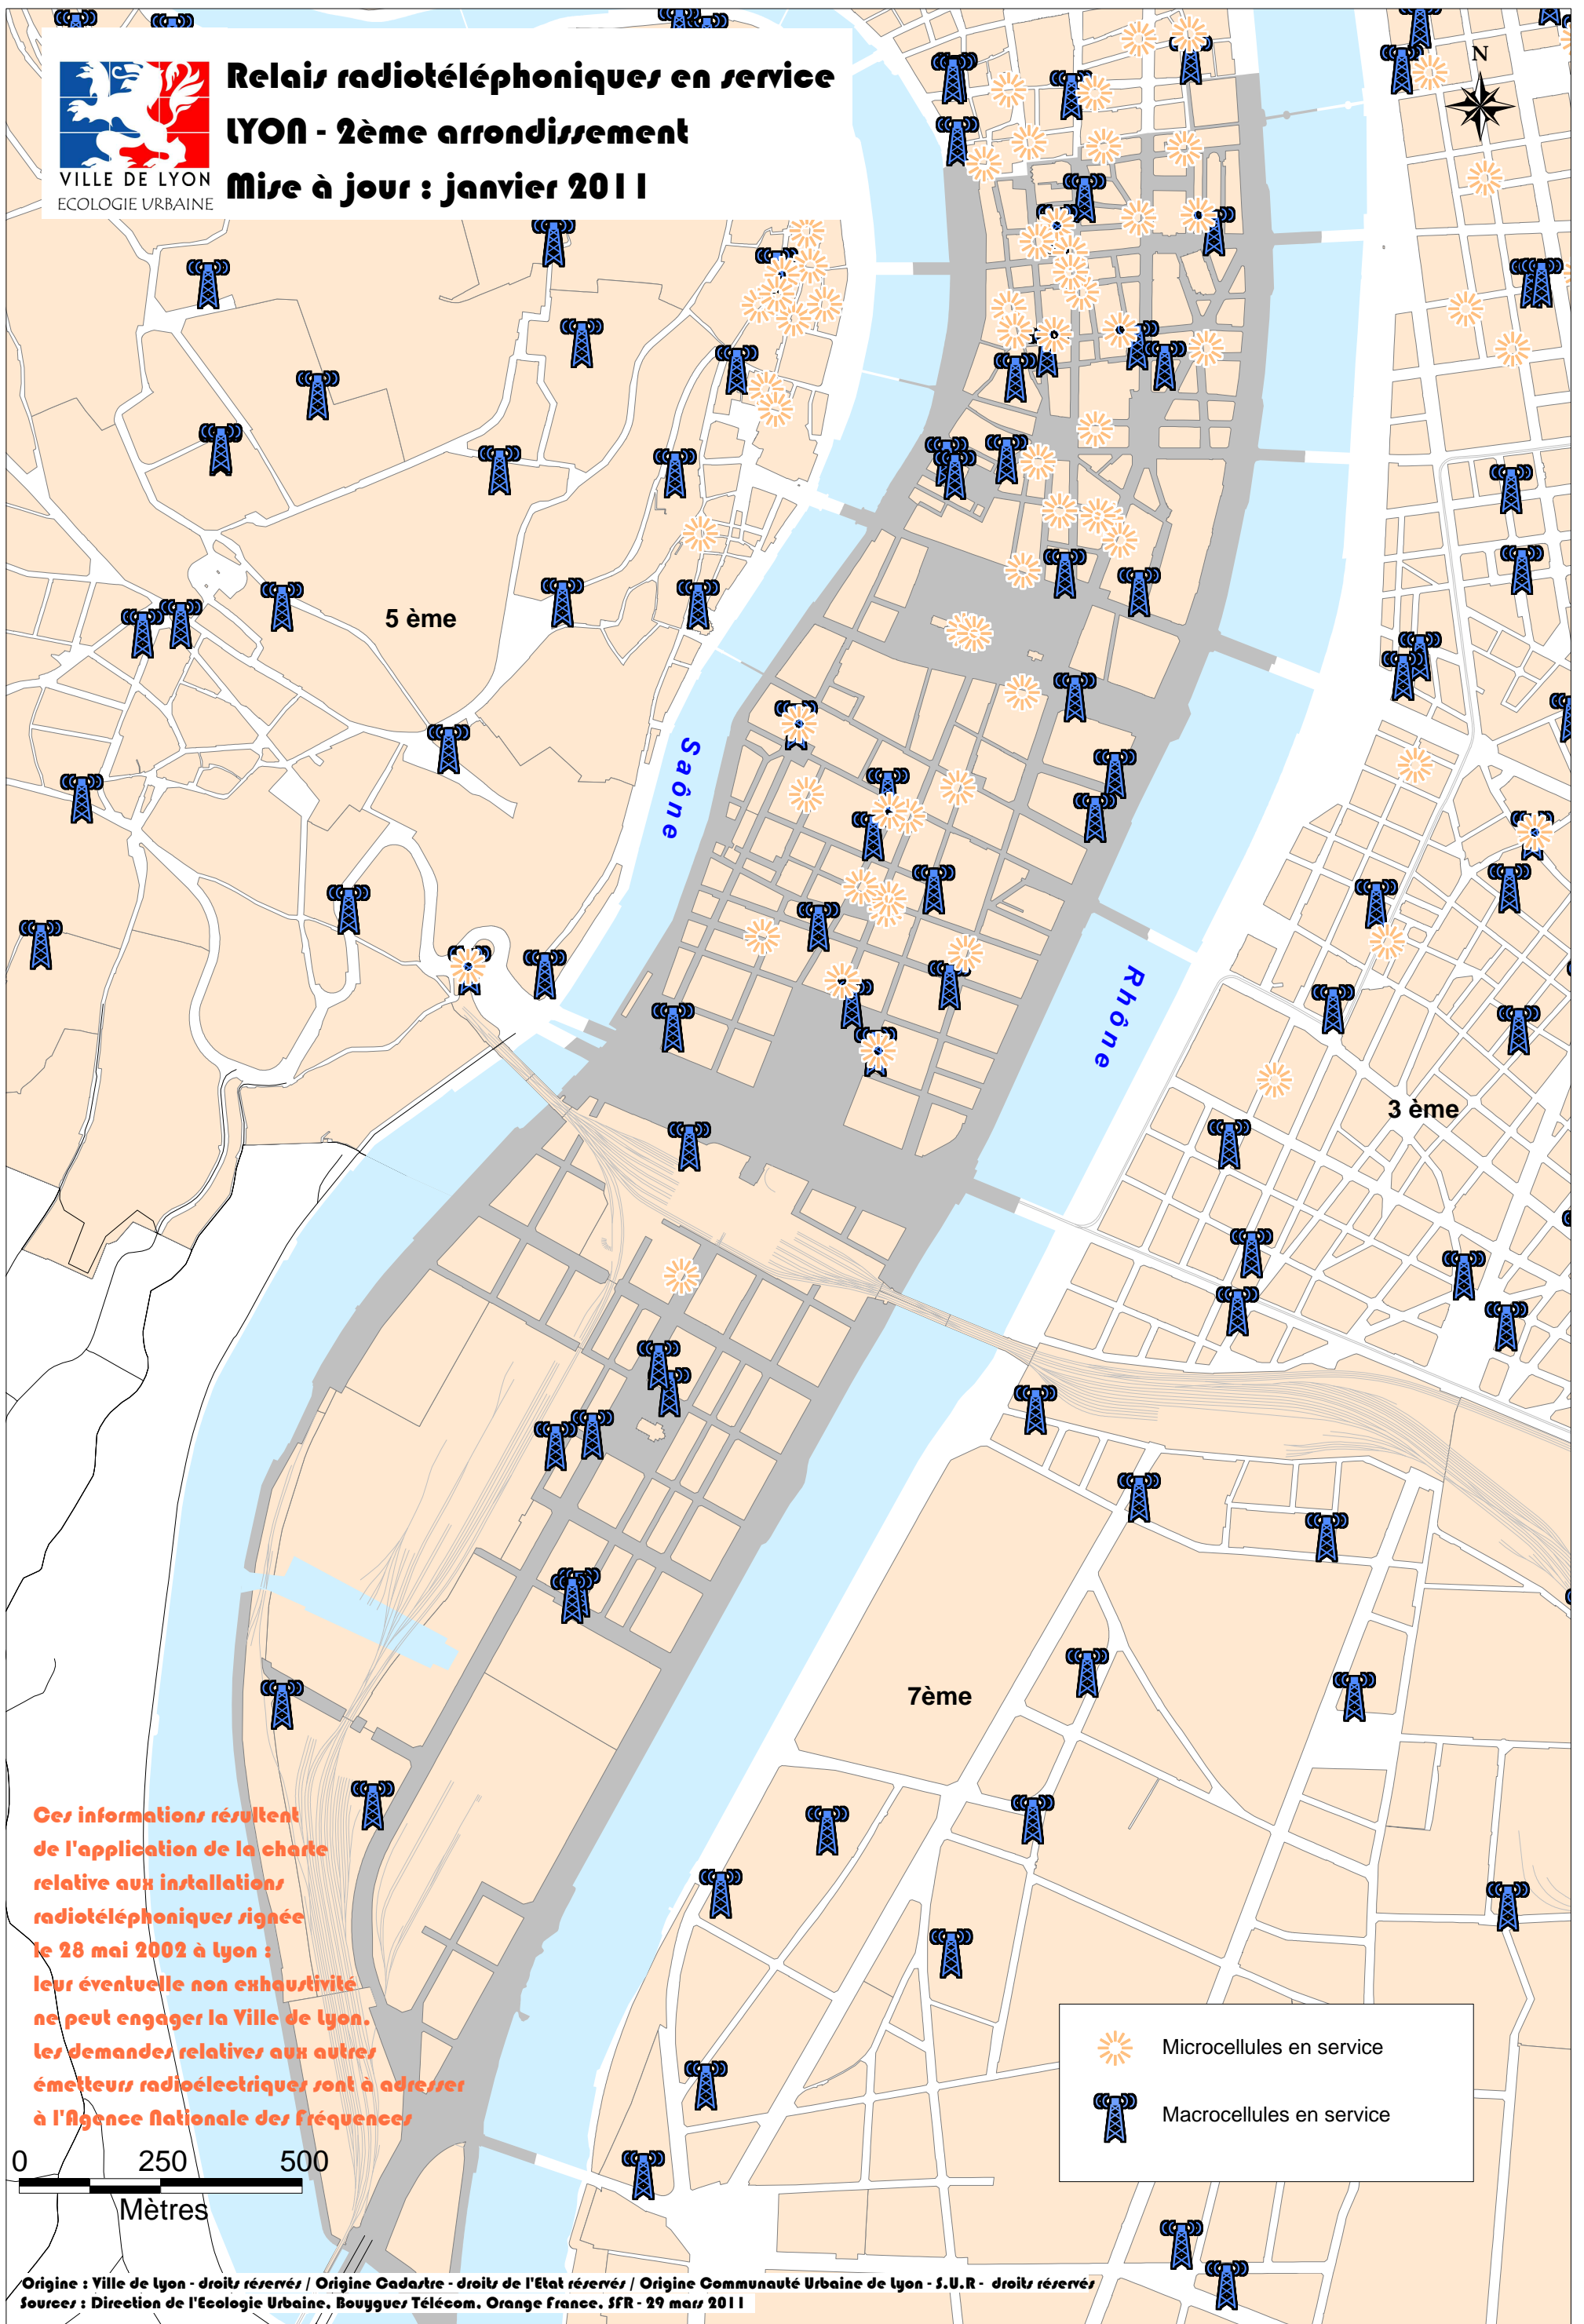 Relais radiotéléphoniques en service
LYON - 2ème arrondissement
Mise à jour : janvier 2011
VILLE DE LYON
ECOLOGIE URBAINE
N
5 ème
Saône
Rhône
3 ème
7ème
Ces informations résultent
de l'application de la charte
relative aux installations
radiotéléphoniques signée
le 28 mai 2002 à Lyon :
leur éventuelle non exhaustivité
ne peut engager la Ville de Lyon.
Les demandes relatives aux autres
émetteurs radioélectriques sont à adresser
à l'Agence Nationale des Fréquences
Microcellules en service
Macrocellules en service
0 250 500
Mètres
Origine : Ville de Lyon - droits réservés / Origine Cadastre - droits de l'Etat réservés / Origine Communauté Urbaine de Lyon - S.U.R - droits réservés
Sources : Direction de l'Ecologie Urbaine, Bouygues Télécom, Orange France, SFR - 29 mars 2011